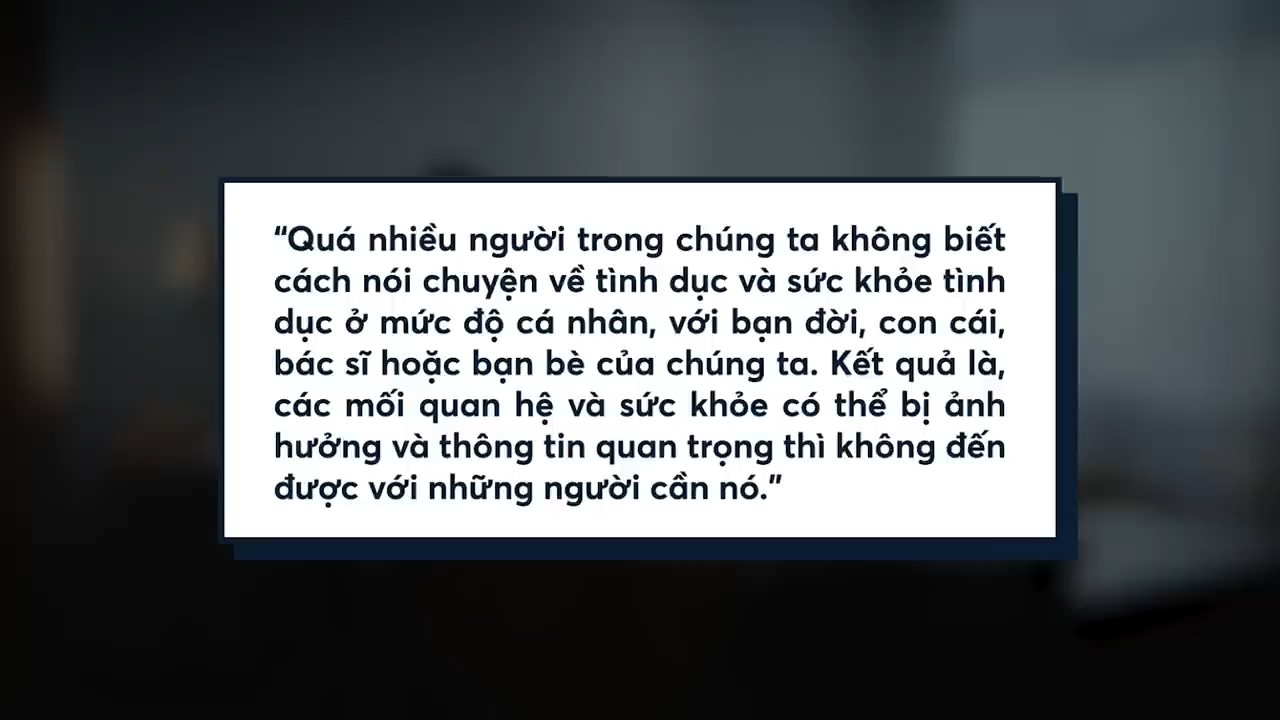 “Quá nhiều người trong chúng ta không biết
cách nói chuyện về tình dục và sức khỏe tình
dục ở mức độ cá nhân, với bạn đời, con cái,
bác sĩ hoặc bạn bè của chúng ta. Kết quả là,
các mối quan hệ và sức khỏe có thể bị ảnh
hưởng và thông tin quan trọng thì không đến
được với những người cần nó.”